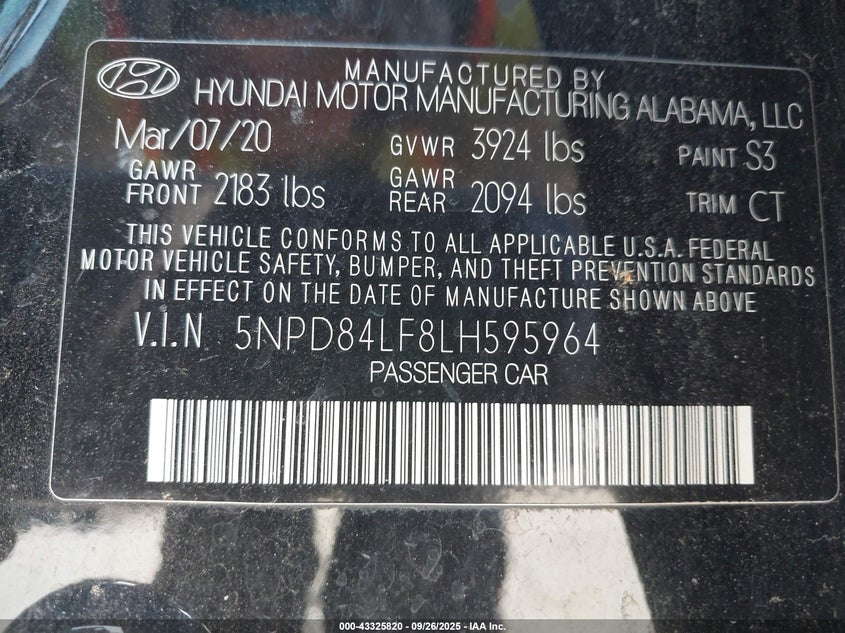 MANUFACTURED BY
HYUNDAI MOTOR MANUFACTURING ALABAMA, LLC
Mar/07/20 GVWR 3924 lbs PAINT S3
GAWR FRONT 2183 lbs GAWR REAR 2094 lbs TRIM CT
THIS VEHICLE CONFORMS TO ALL APPLICABLE U.S.A. FEDERAL
MOTOR VEHICLE SAFETY, BUMPER, AND THEFT PREVENTION STANDARDS
IN EFFECT ON THE DATE OF MANUFACTURE SHOWN ABOVE
V.I.N 5NPD84LF8LH595964
PASSENGER CAR
000-43325820 - 09/26/2025 - IAA Inc.